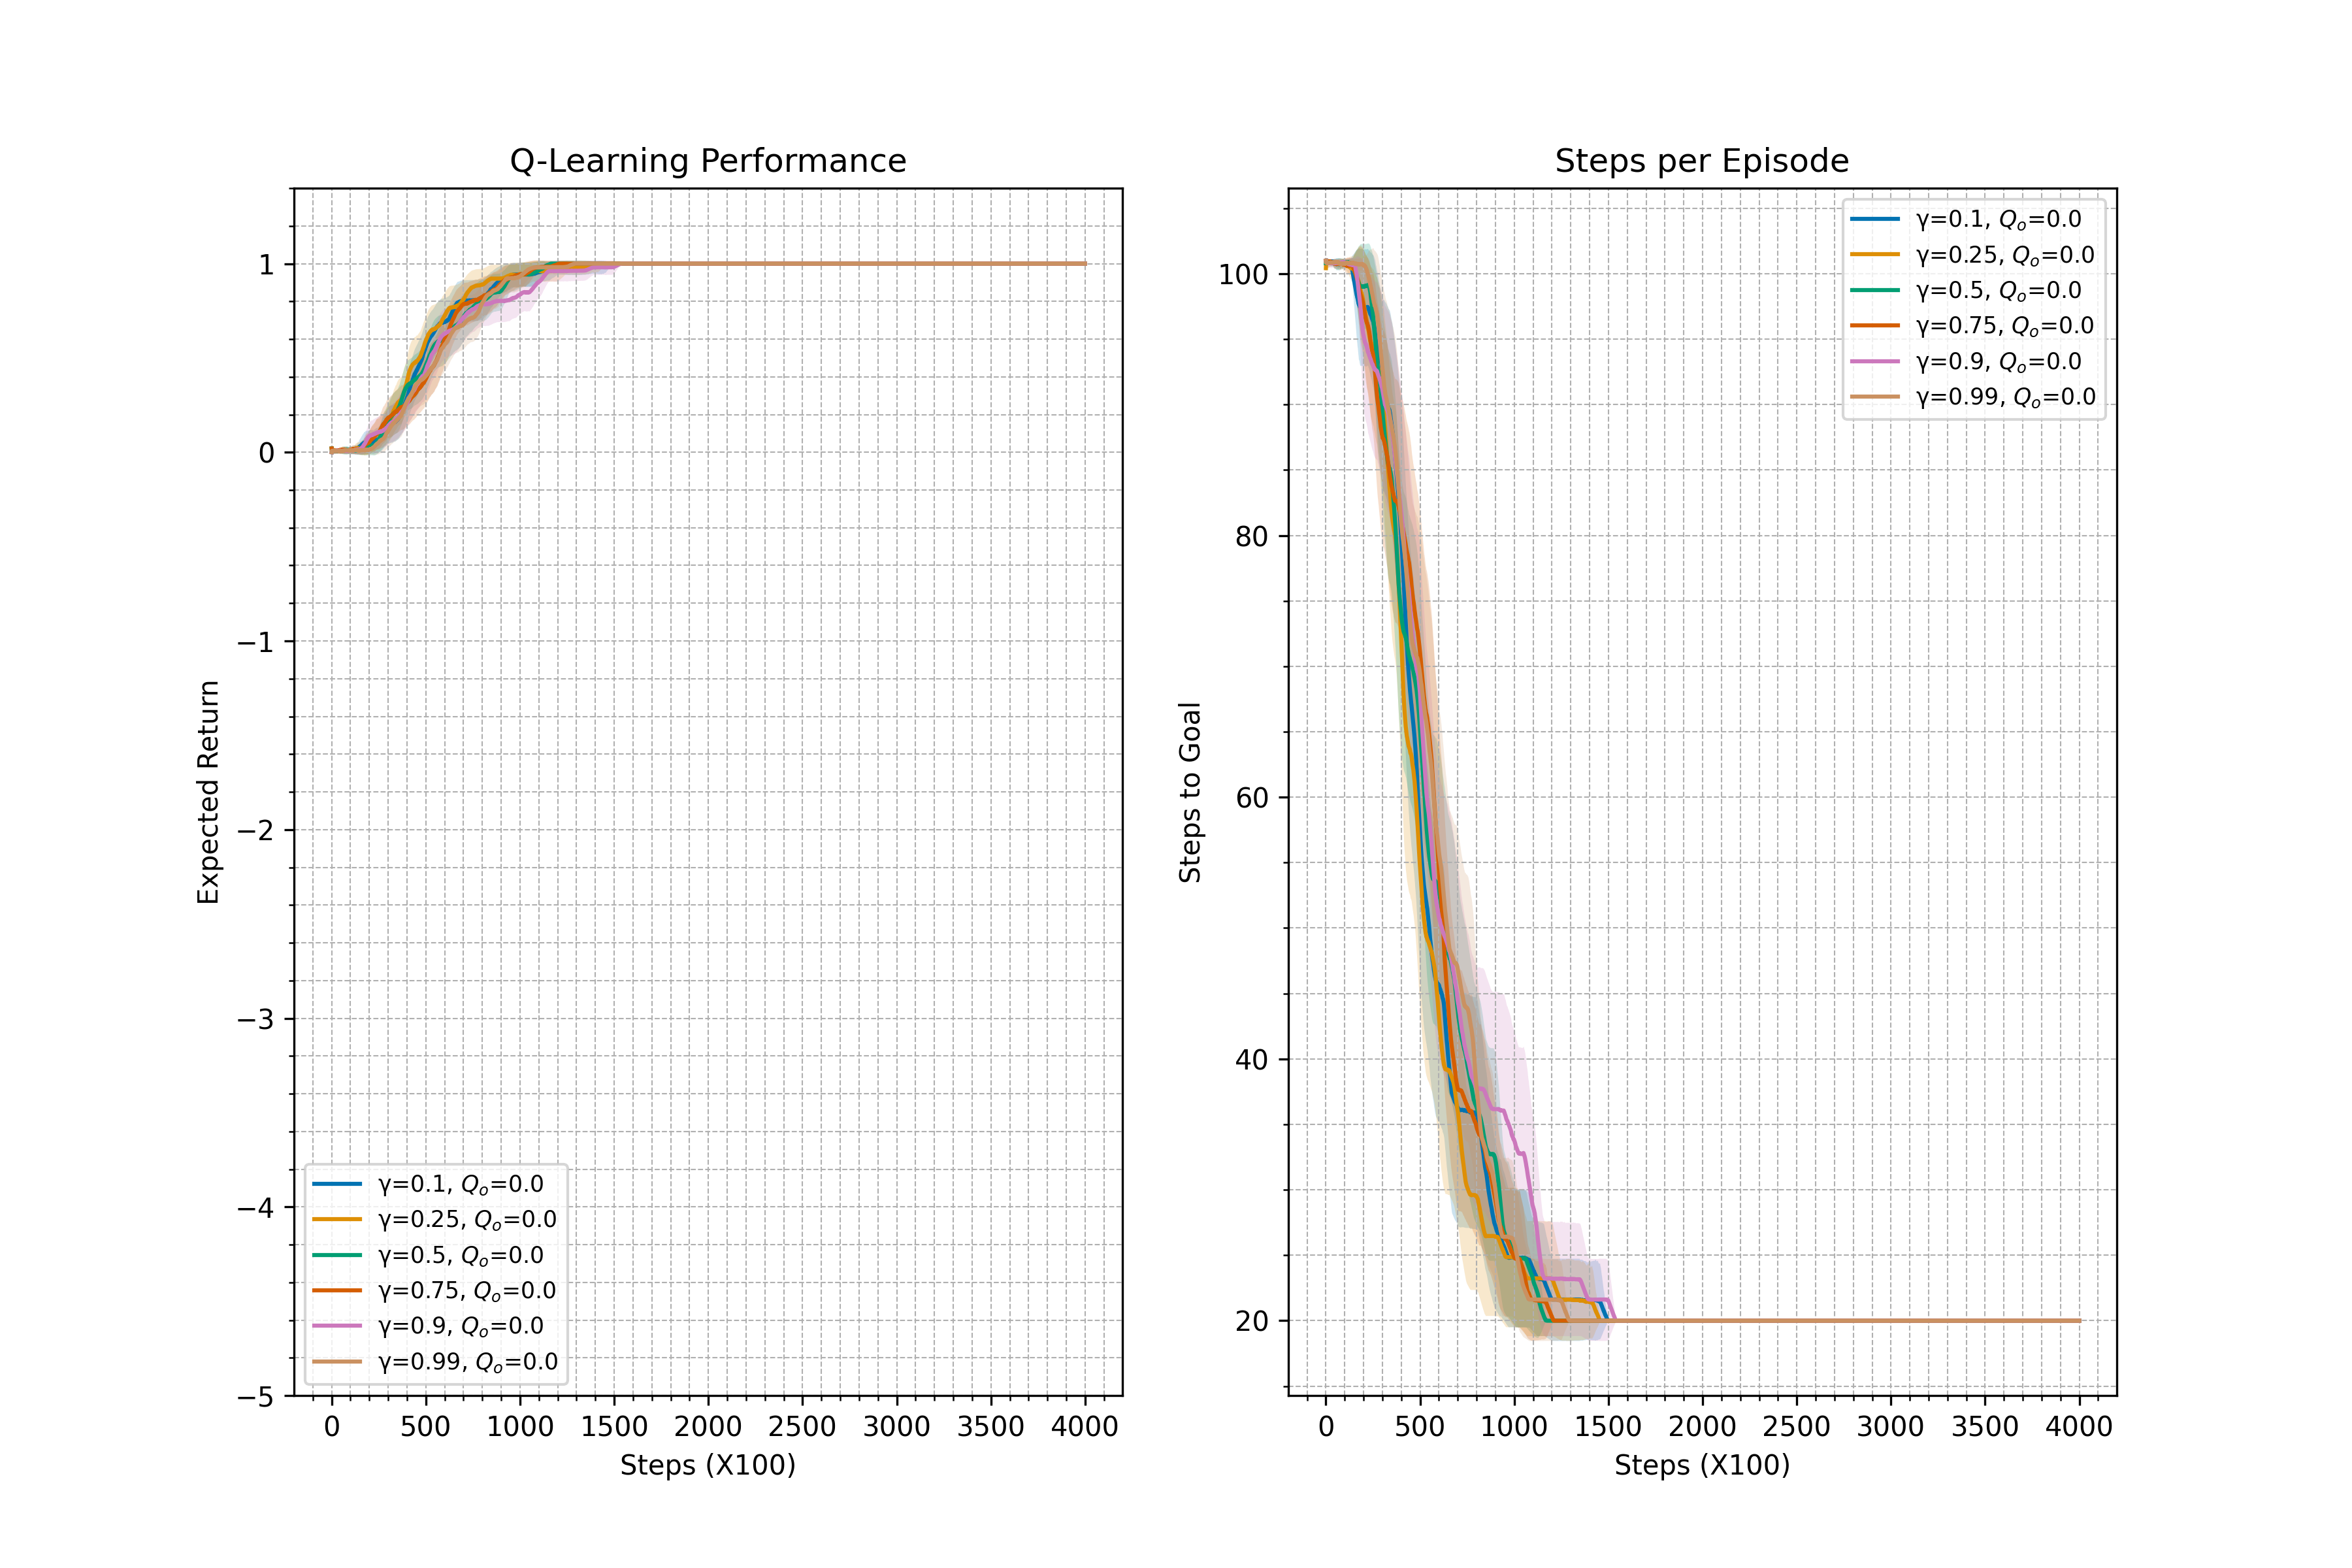 Q-Learning Performance
Expected Return
1
0
−1
−2
−3
−4
−5
γ=0.1, Qₒ=0.0
γ=0.25, Qₒ=0.0
γ=0.5, Qₒ=0.0
γ=0.75, Qₒ=0.0
γ=0.9, Qₒ=0.0
γ=0.99, Qₒ=0.0
0 500 1000 1500 2000 2500 3000 3500 4000
Steps (X100)
Steps per Episode
Steps to Goal
100
80
60
40
20
γ=0.1, Qₒ=0.0
γ=0.25, Qₒ=0.0
γ=0.5, Qₒ=0.0
γ=0.75, Qₒ=0.0
γ=0.9, Qₒ=0.0
γ=0.99, Qₒ=0.0
0 500 1000 1500 2000 2500 3000 3500 4000
Steps (X100)